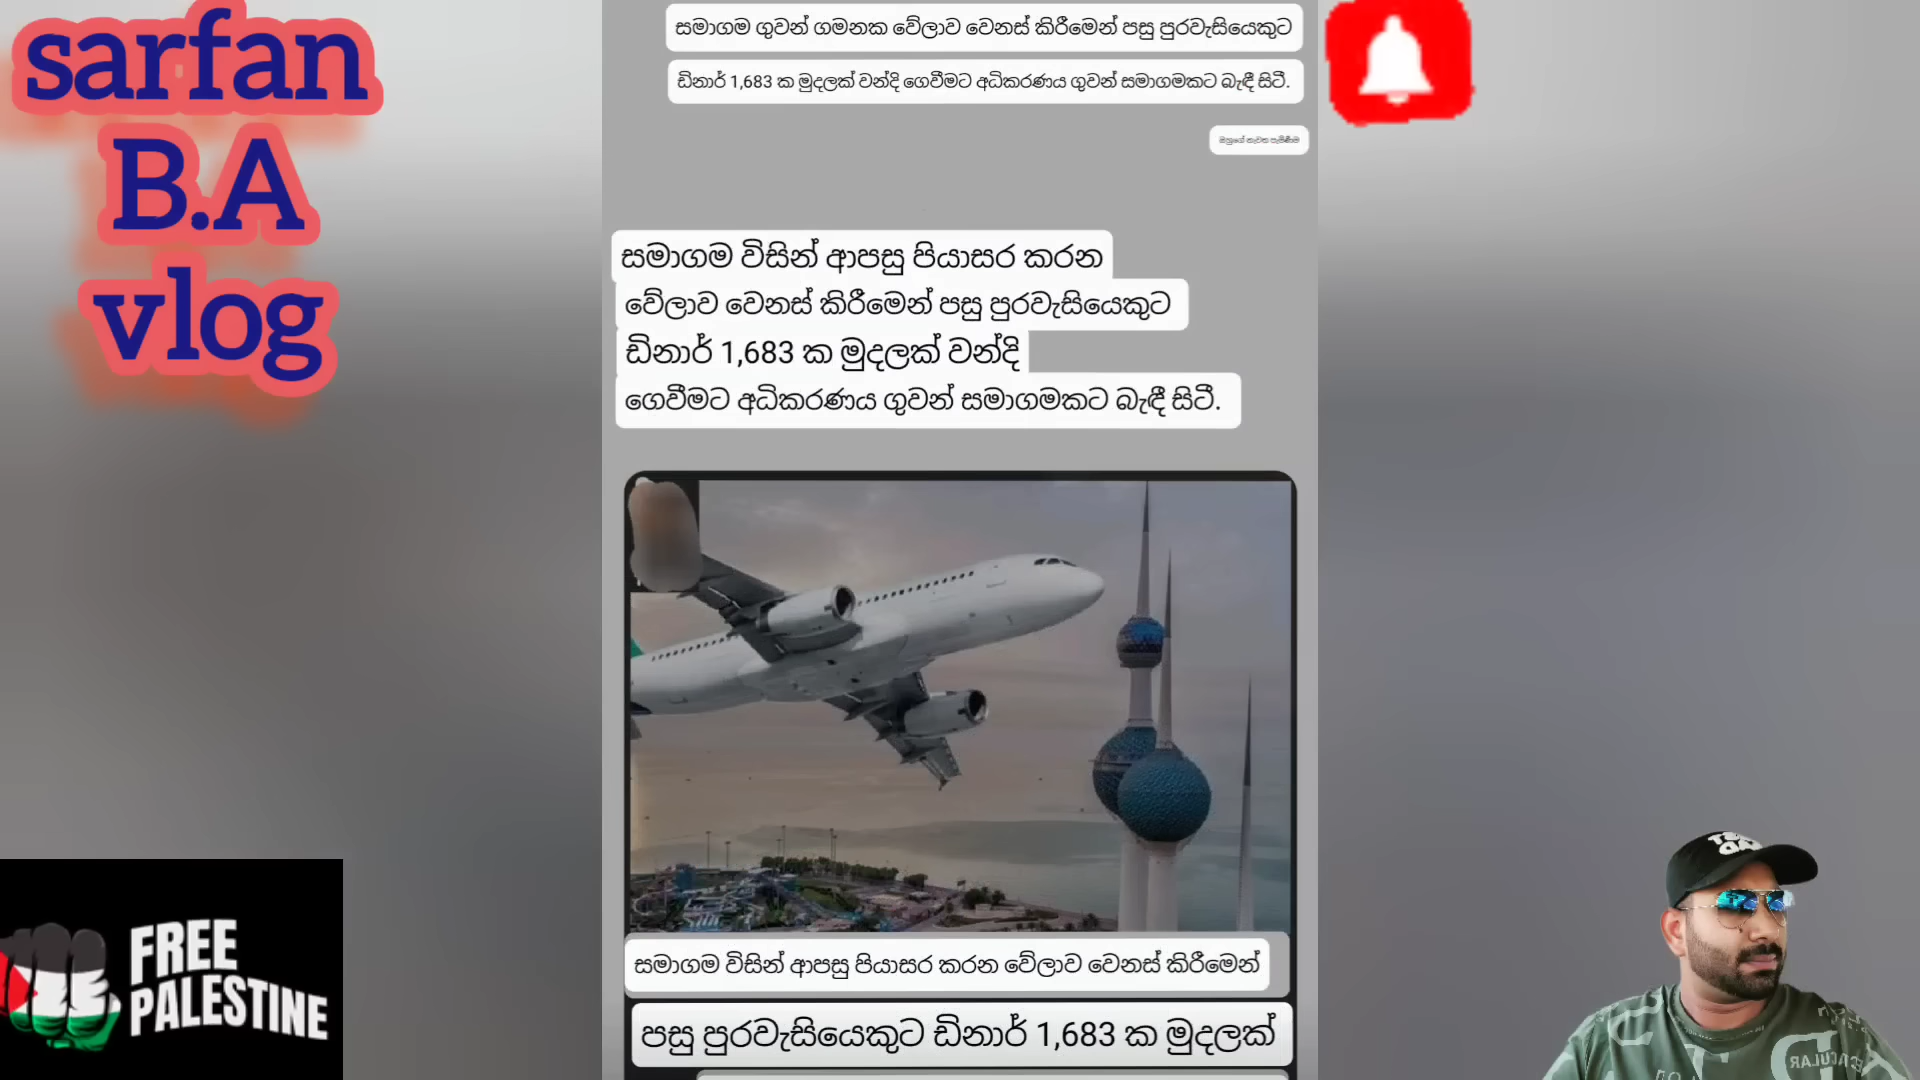 sarfan
B.A
vlog
සමාගම ගුවන් ගමනක වේලාව වෙනස් කිරීමෙන් පසු පුරවැසියෙකුට
ඩිනාර් 1,683 ක මුදලක් වන්දි ගෙවීමට අධිකරණය ගුවන් සමාගමකට බැඳී සිටී.
සමාගම විසින් ආපසු පියාසර කරන
වේලාව වෙනස් කිරීමෙන් පසු පුරවැසියෙකුට
ඩිනාර් 1,683 ක මුදලක් වන්දි
ගෙවීමට අධිකරණය ගුවන් සමාගමකට බැඳී සිටී.
සමාගම විසින් ආපසු පියාසර කරන වේලාව වෙනස් කිරීමෙන්
පසු පුරවැසියෙකුට ඩිනාර් 1,683 ක මුදලක්
FREE
PALESTINE